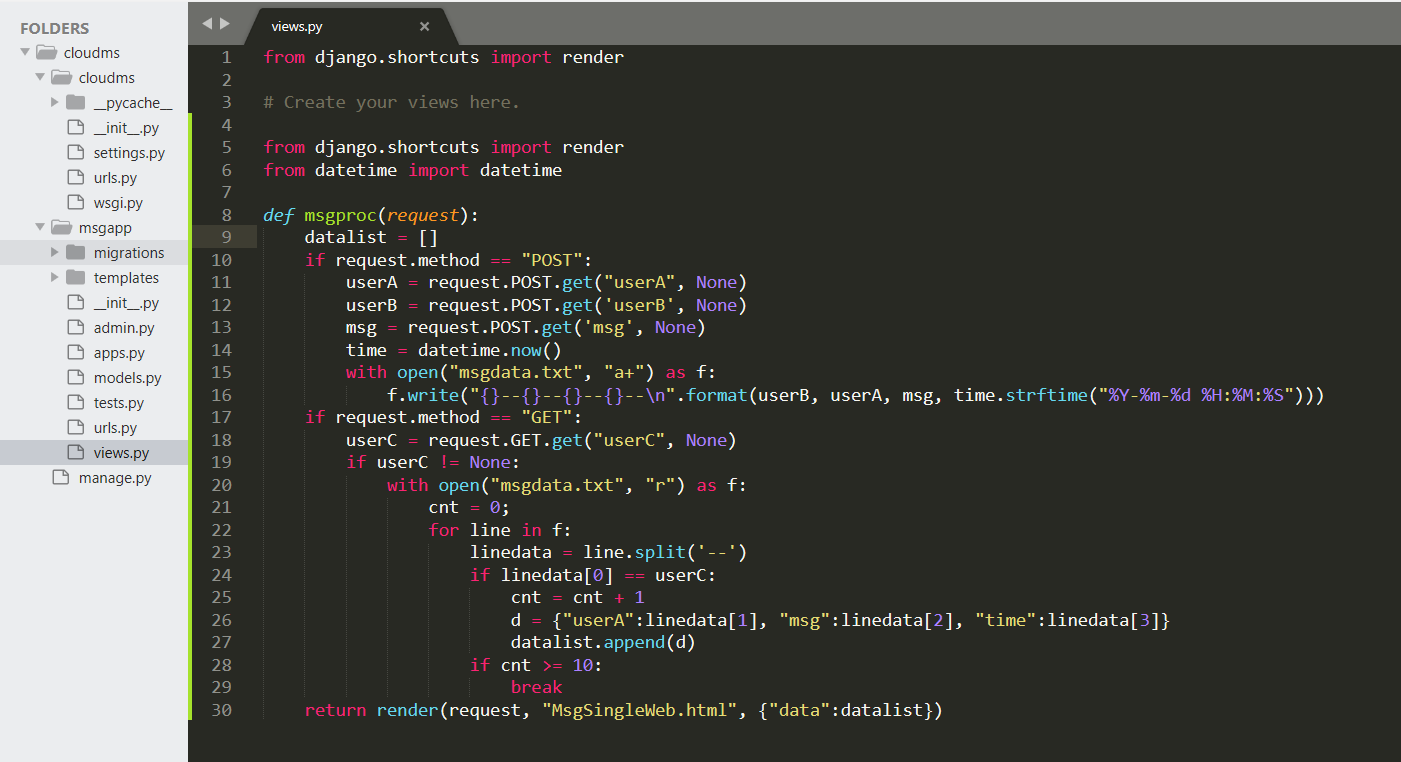 FOLDERS
cloudms
cloudms
__pycache__
__init__.py
settings.py
urls.py
wsgi.py
msgapp
migrations
templates
__init__.py
admin.py
apps.py
models.py
tests.py
urls.py
views.py
manage.py
views.py ×
1 from django.shortcuts import render
2
3 # Create your views here.
4
5 from django.shortcuts import render
6 from datetime import datetime
7
8 def msgproc(request):
9     datalist = []
10     if request.method == "POST":
11         userA = request.POST.get("userA", None)
12         userB = request.POST.get('userB', None)
13         msg = request.POST.get('msg', None)
14         time = datetime.now()
15         with open("msgdata.txt", "a+") as f:
16             f.write("{}--{}--{}--{}--\n".format(userB, userA, msg, time.strftime("%Y-%m-%d %H:%M:%S")))
17     if request.method == "GET":
18         userC = request.GET.get("userC", None)
19         if userC != None:
20             with open("msgdata.txt", "r") as f:
21                 cnt = 0;
22                 for line in f:
23                     linedata = line.split('--')
24                     if linedata[0] == userC:
25                         cnt = cnt + 1
26                         d = {"userA":linedata[1], "msg":linedata[2], "time":linedata[3]}
27                         datalist.append(d)
28                     if cnt >= 10:
29                         break
30     return render(request, "MsgSingleWeb.html", {"data":datalist})